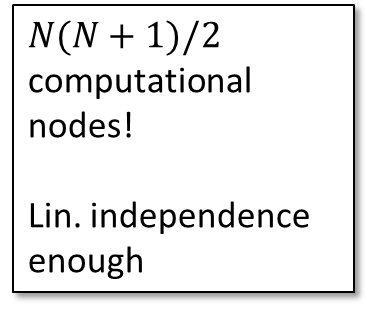 N(N + 1)/2
computational
nodes!
Lin. independence
enough